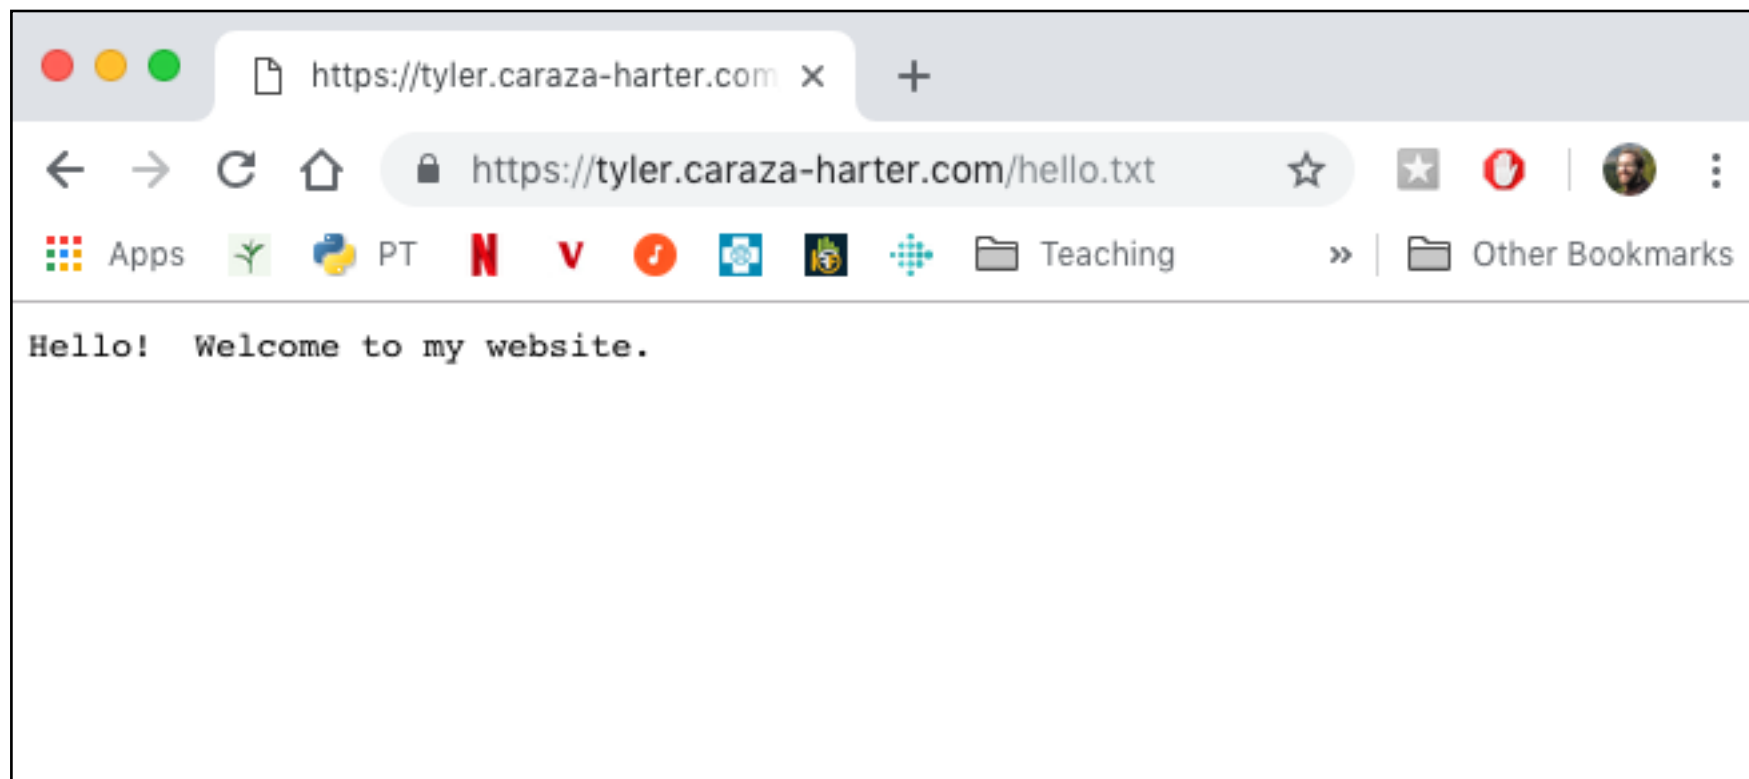 https://tyler.caraza-harter.com
https://tyler.caraza-harter.com/hello.txt
Apps PT N V Teaching » Other Bookmarks
Hello!  Welcome to my website.